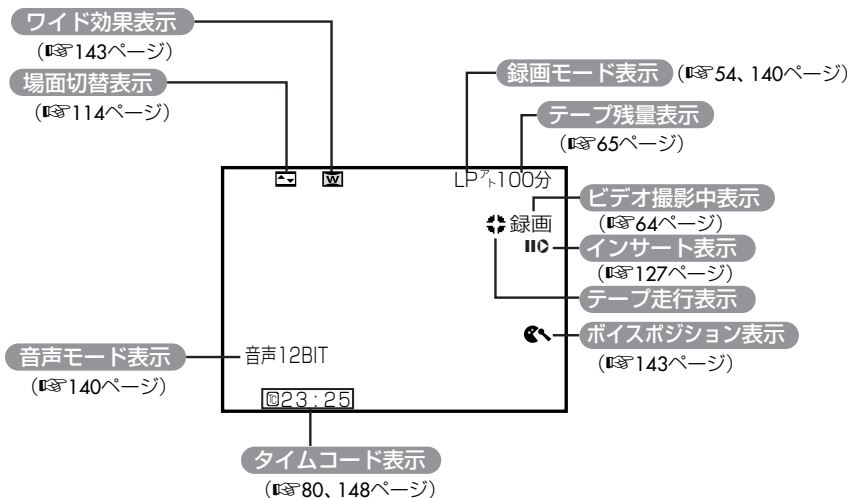 ワイド効果表示
(☞143ページ)
場面切替表示
(☞114ページ)
録画モード表示 (☞54、140ページ)
テープ残量表示
(☞65ページ)
W
LPアト100分
ビデオ撮影中表示
(☞64ページ)
録画
インサート表示
(☞127ページ)
テープ走行表示
ボイスポジション表示
(☞143ページ)
音声モード表示
(☞140ページ)
音声12BIT
TC 23:25
タイムコード表示
(☞80、148ページ)